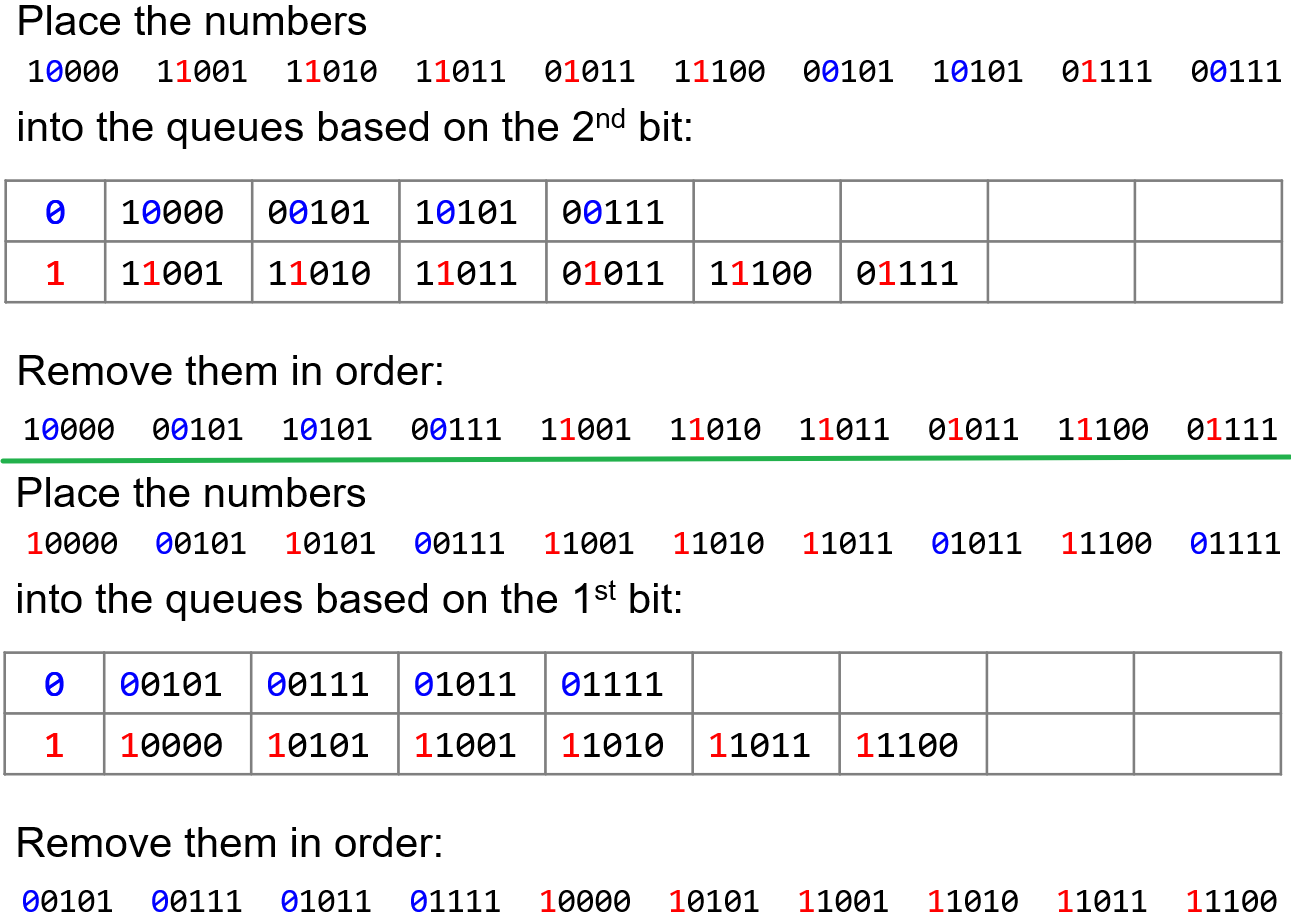 Place the numbers
10000 11001 11010 11011 01011 11100 00101 10101 01111 00111
into the queues based on the 2nd bit:
0 10000 00101 10101 00111
1 11001 11010 11011 01011 11100 01111
Remove them in order:
10000 00101 10101 00111 11001 11010 11011 01011 11100 01111
Place the numbers
10000 00101 10101 00111 11001 11010 11011 01011 11100 01111
into the queues based on the 1st bit:
0 00101 00111 01011 01111
1 10000 10101 11001 11010 11011 11100
Remove them in order:
00101 00111 01011 01111 10000 10101 11001 11010 11011 11100